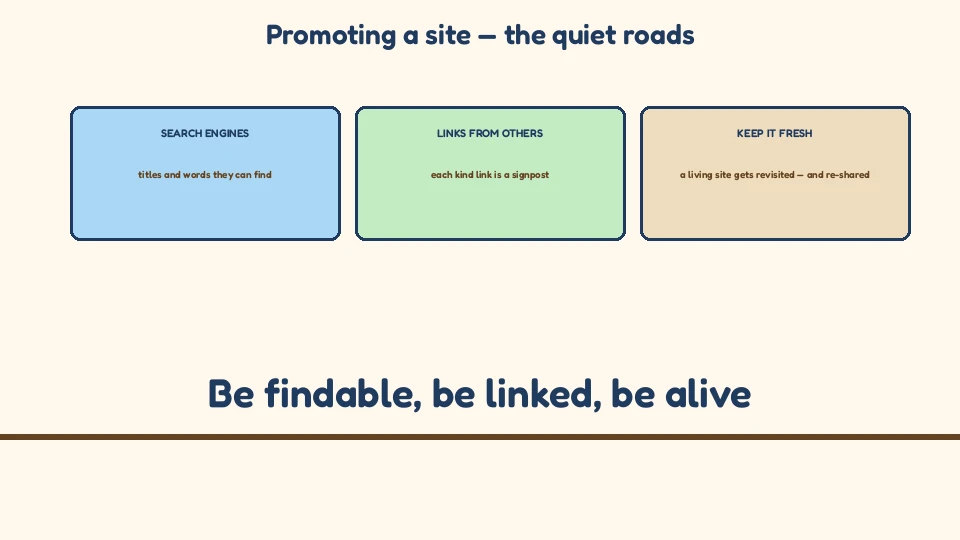 Promoting a site — the quiet roads
SEARCH ENGINES
titles and words they can find
LINKS FROM OTHERS
each kind link is a signpost
KEEP IT FRESH
a living site gets revisited — and re-shared
Be findable, be linked, be alive